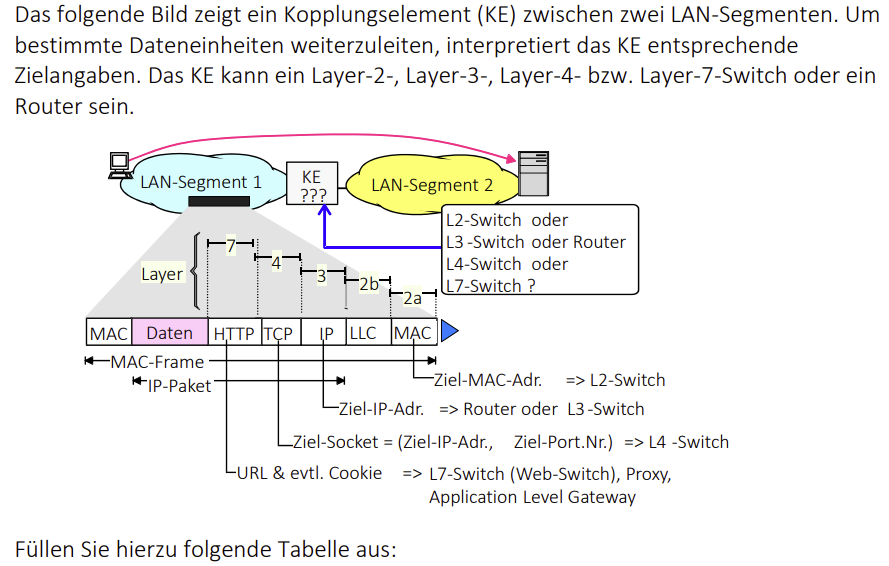 Das folgende Bild zeigt ein Kopplungselement (KE) zwischen zwei LAN-Segmenten. Um
bestimmte Dateneinheiten weiterzuleiten, interpretiert das KE entsprechende
Zielangaben. Das KE kann ein Layer-2-, Layer-3-, Layer-4- bzw. Layer-7-Switch oder ein
Router sein.
LAN-Segment 1
KE
???
LAN-Segment 2
L2-Switch oder
L3 -Switch oder Router
L4-Switch oder
L7-Switch ?
Layer
7
4
3
2b
2a
MAC Daten HTTP TCP IP LLC MAC
MAC-Frame
IP-Paket
Ziel-MAC-Adr. => L2-Switch
Ziel-IP-Adr. => Router oder L3 -Switch
Ziel-Socket = (Ziel-IP-Adr., Ziel-Port.Nr.) => L4 -Switch
URL & evtl. Cookie => L7-Switch (Web-Switch), Proxy,
Application Level Gateway
Füllen Sie hierzu folgende Tabelle aus: